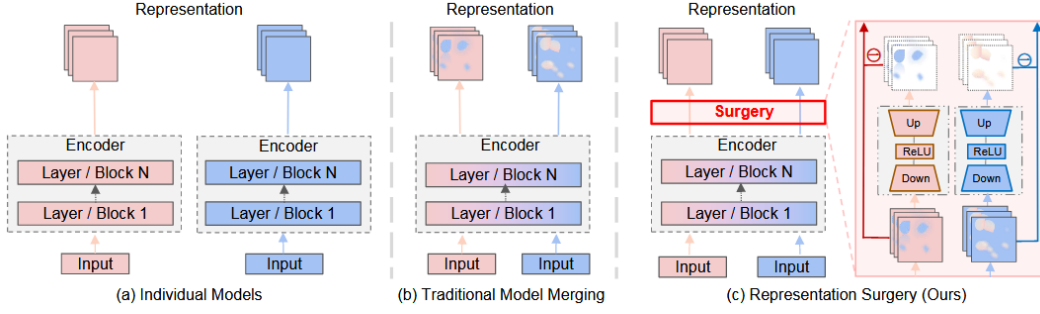 Representation
Encoder
Layer / Block N
Layer / Block 1
Input
Encoder
Layer / Block N
Layer / Block 1
Input
(a) Individual Models
Representation
Encoder
Layer / Block N
Layer / Block 1
Input
Input
(b) Traditional Model Merging
Representation
Surgery
Encoder
Layer / Block N
Layer / Block 1
Input
Input
Up
ReLU
Down
Up
ReLU
Down
(c) Representation Surgery (Ours)